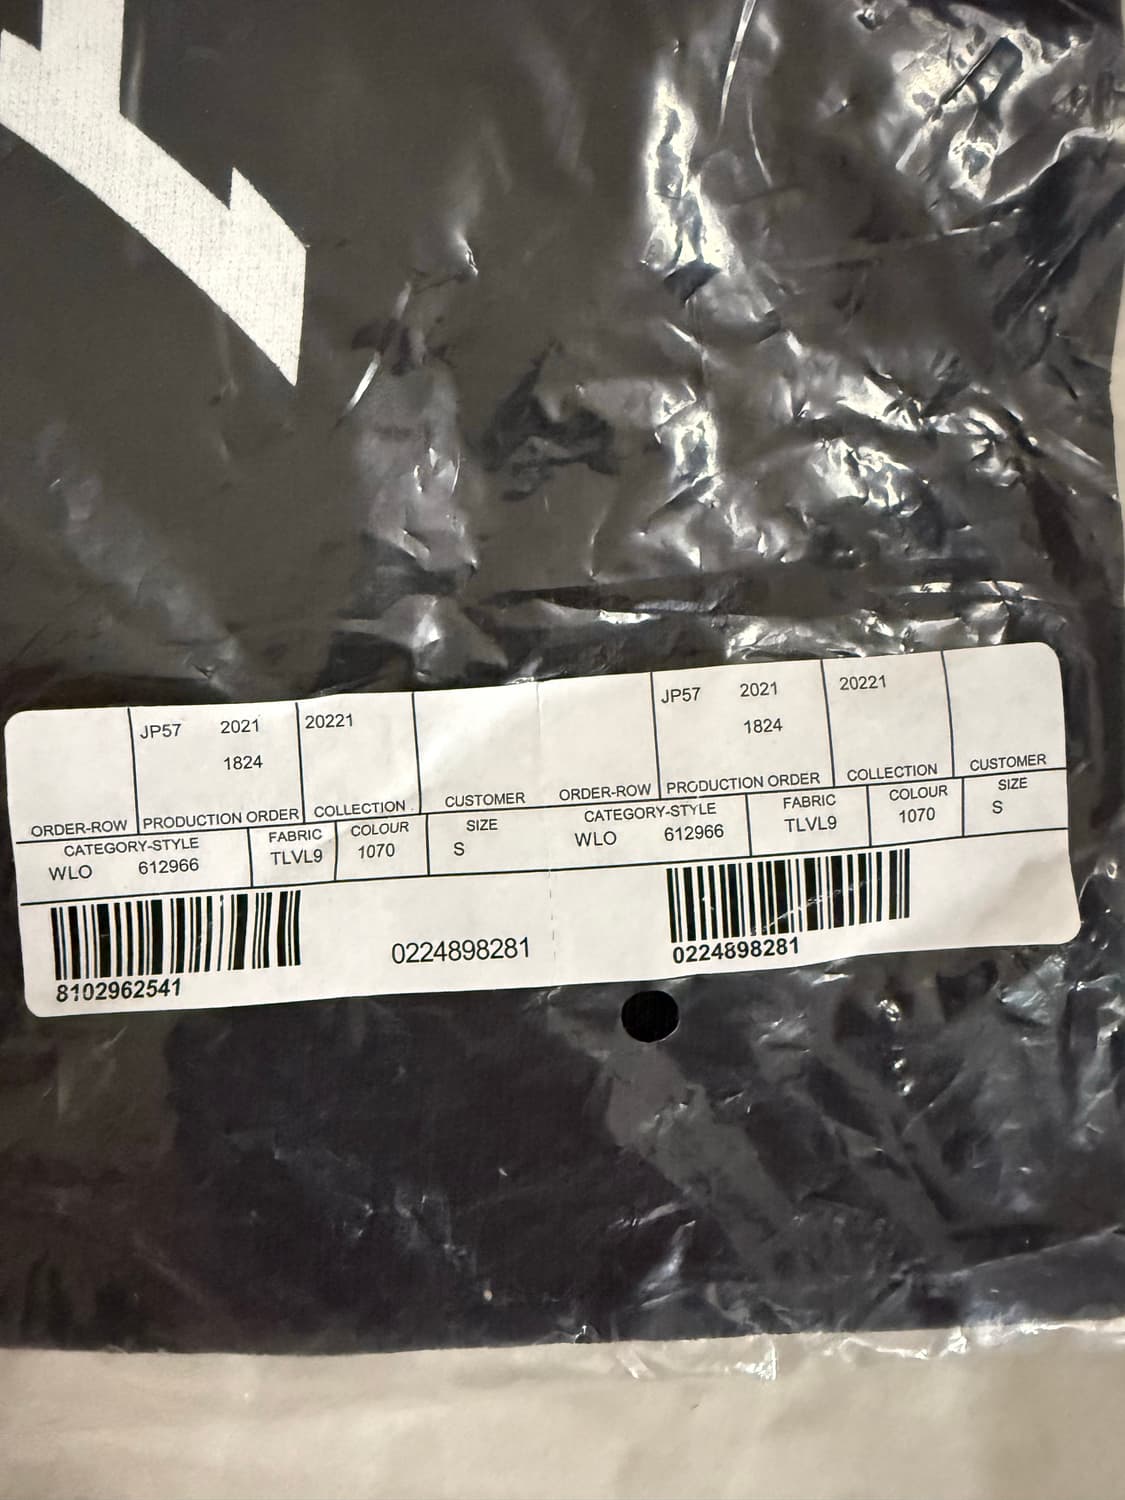 JP57 2021 20221
1824
ORDER-ROW PRODUCTION ORDER COLLECTION CUSTOMER
CATEGORY-STYLE FABRIC COLOUR SIZE
WLO 612966 TLVL9 1070 S
8102962541
0224898281
JP57 2021 20221
1824
ORDER-ROW PRODUCTION ORDER COLLECTION CUSTOMER
CATEGORY-STYLE FABRIC COLOUR SIZE
WLO 612966 TLVL9 1070 S
0224898281